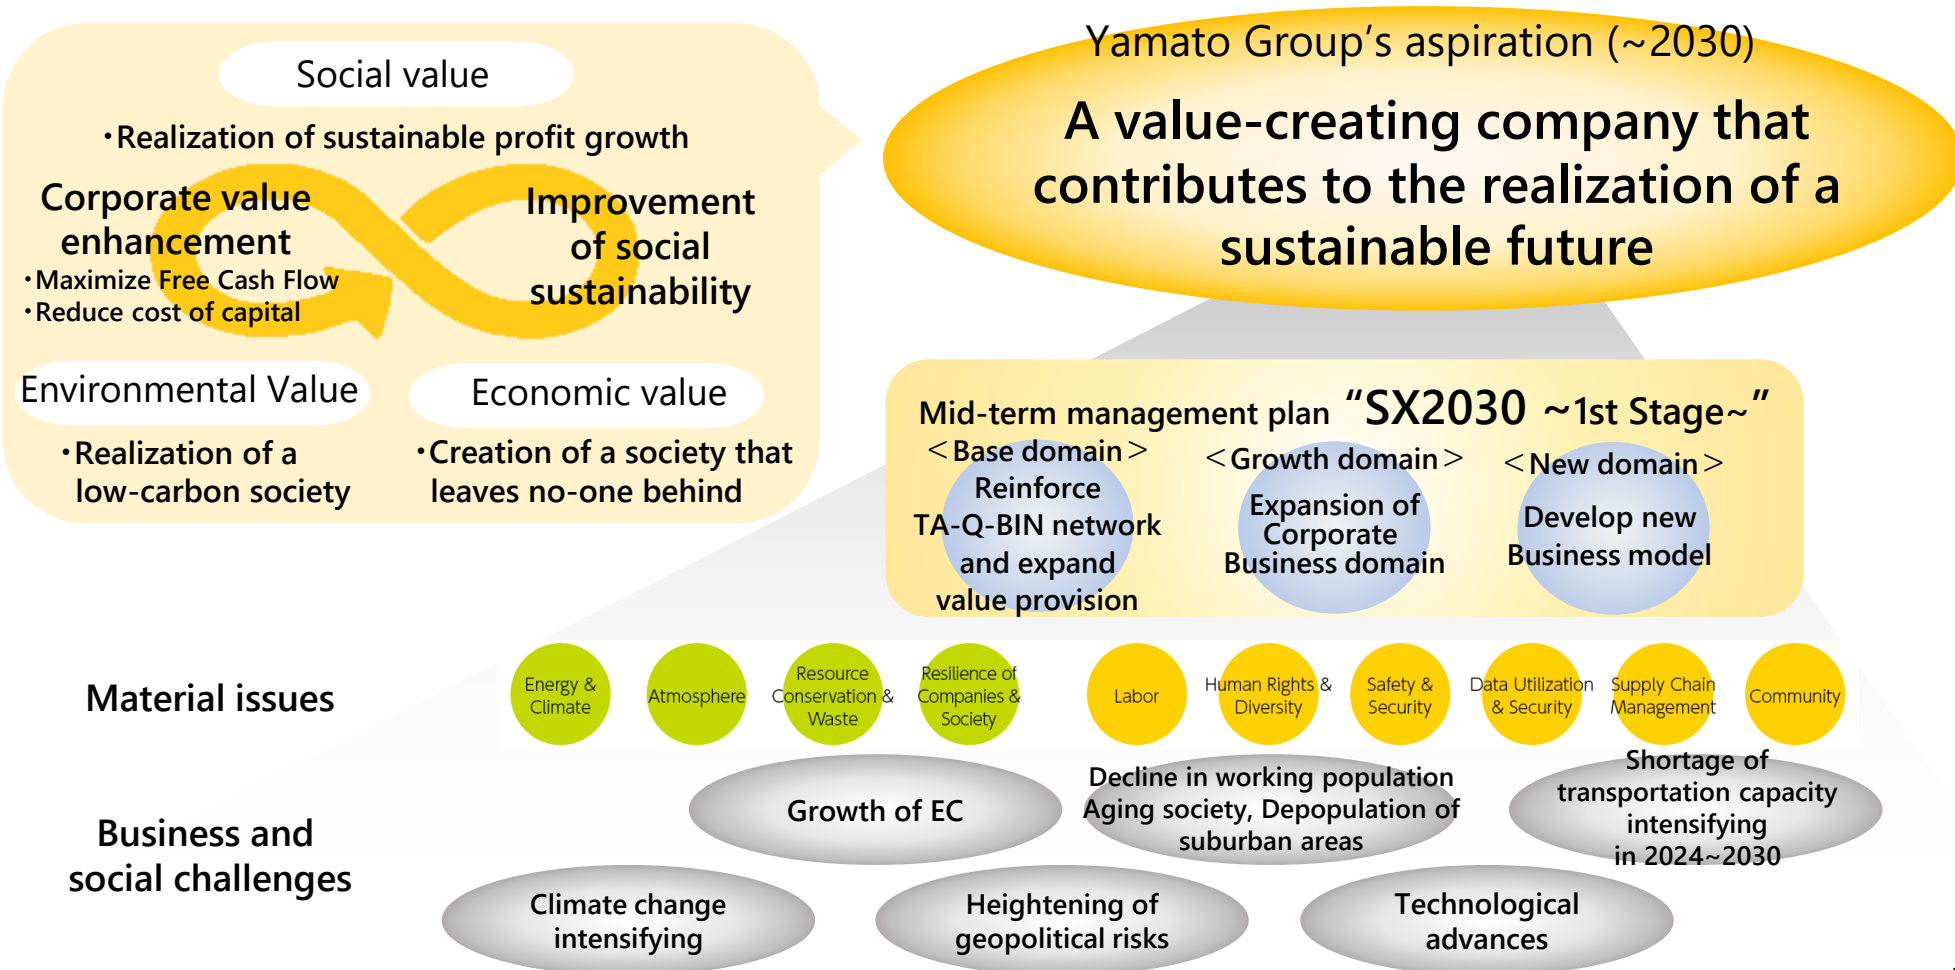 Social value
・Realization of sustainable profit growth
Corporate value
enhancement
・Maximize Free Cash Flow
・Reduce cost of capital
Improvement
of social
sustainability
Environmental Value
・Realization of a
low-carbon society
Economic value
・Creation of a society that
leaves no-one behind
Yamato Group's aspiration (~2030)
A value-creating company that
contributes to the realization of a
sustainable future
Mid-term management plan “SX2030 ~1st Stage~”
＜Base domain＞
Reinforce
TA-Q-BIN network
and expand
value provision
＜Growth domain＞
Expansion of
Corporate
Business domain
＜New domain＞
Develop new
Business model
Material issues
Energy &
Climate
Atmosphere
Resource
Conservation &
Waste
Resilience of
Companies &
Society
Labor
Human Rights &
Diversity
Safety &
Security
Data Utilization
& Security
Supply Chain
Management
Community
Business and
social challenges
Growth of EC
Decline in working population
Aging society, Depopulation of
suburban areas
Shortage of
transportation capacity
intensifying
in 2024~2030
Climate change
intensifying
Heightening of
geopolitical risks
Technological
advances